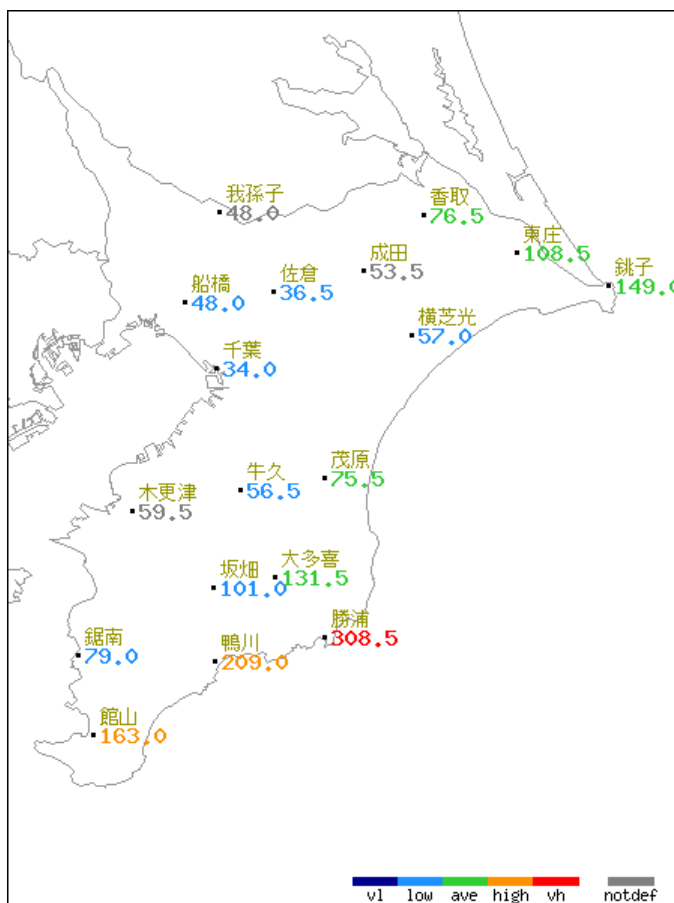 我孫子
48.0
香取
76.5
東庄
108.5
成田
53.5
銚子
149.0
船橋
48.0
佐倉
36.5
横芝光
57.0
千葉
34.0
茂原
75.5
牛久
56.5
木更津
59.5
大多喜
131.5
坂畑
101.0
勝浦
308.5
鋸南
79.0
鴨川
209.0
館山
163.0
vl low ave high vh notdef